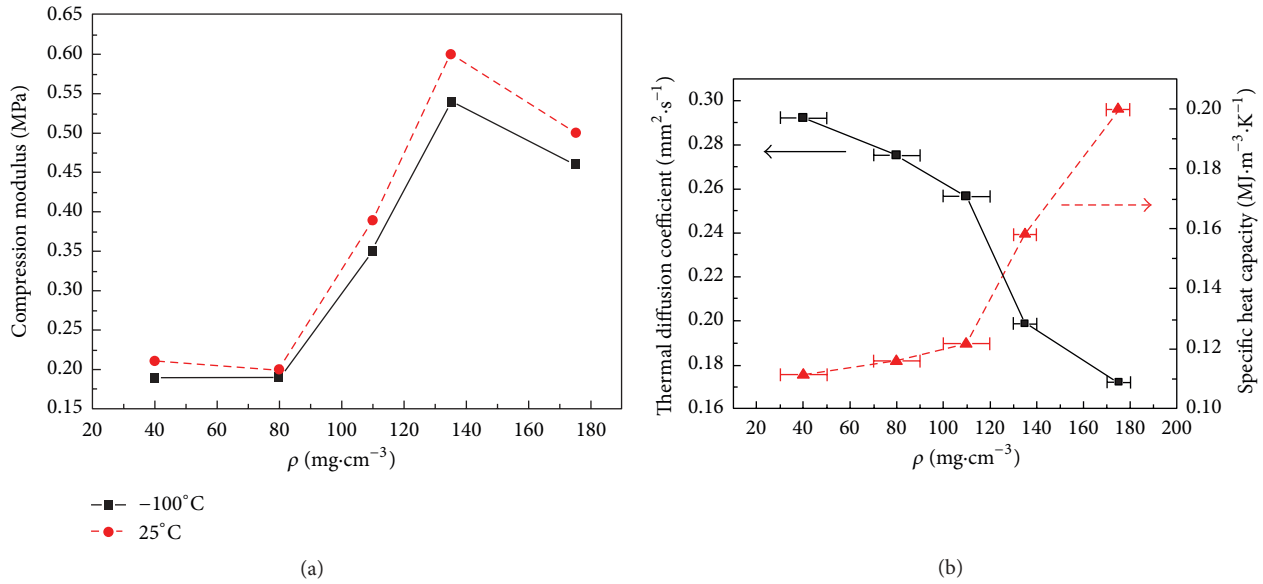 0.65
0.60
0.55
0.50
0.45
0.40
0.35
0.30
0.25
0.20
0.15
Compression modulus (MPa)
20 40 60 80 100 120 140 160 180
ρ (mg·cm⁻³)
−100°C
25°C
(a)
0.30
0.28
0.26
0.24
0.22
0.20
0.18
0.16
Thermal diffusion coefficient (mm²·s⁻¹)
0.20
0.18
0.16
0.14
0.12
0.10
Specific heat capacity (MJ·m⁻³·K⁻¹)
20 40 60 80 100 120 140 160 180 200
ρ (mg·cm⁻³)
(b)